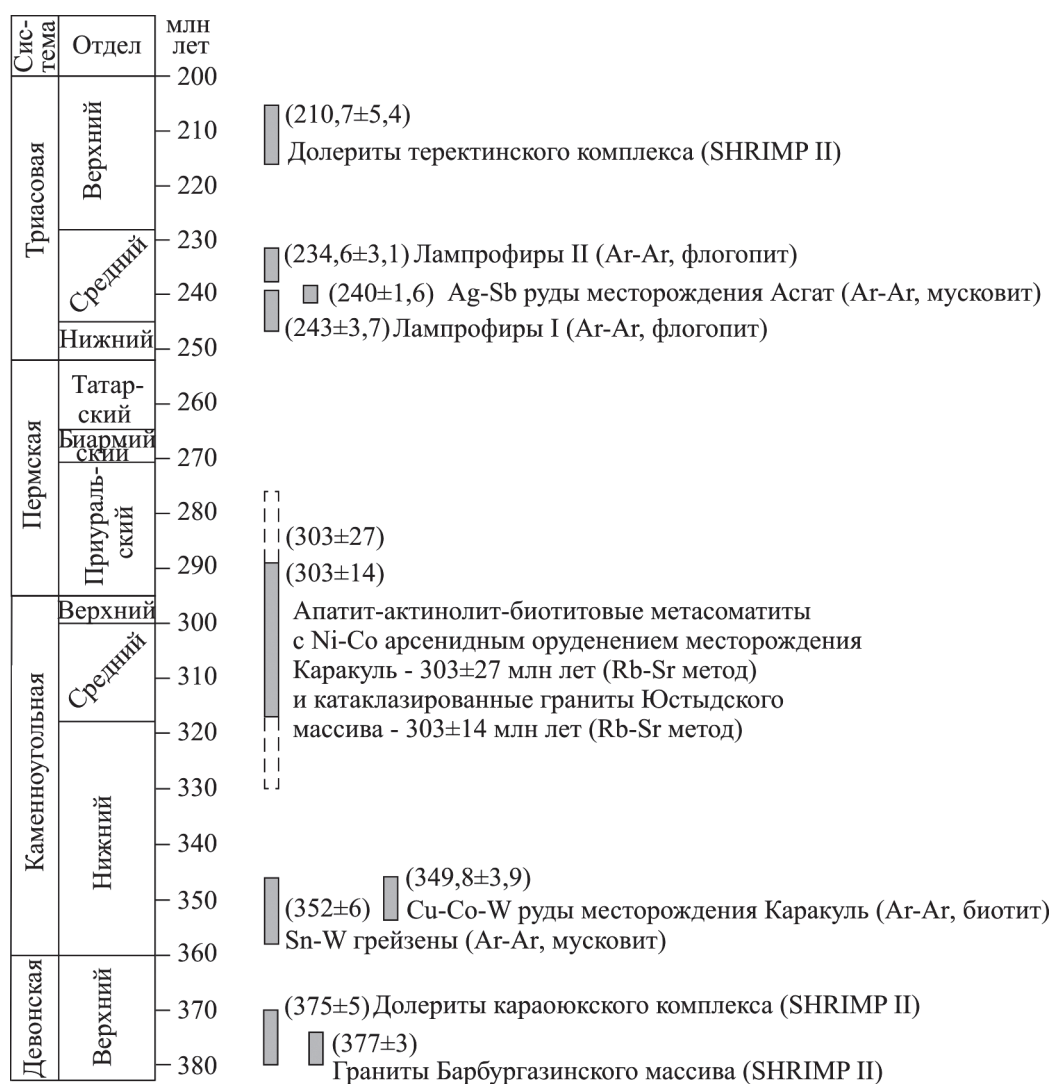 Сис-
тема
Отдел
млн
лет
200
Триасовая
Верхний
210
220
230
Средний
240
Нижний
250
Пермская
Татар-
ский
260
Биармий
ский
270
Приураль-
ский
280
290
Каменноугольная
Верхний
300
Средний
310
320
Нижний
330
340
350
360
Девонская
Верхний
370
380
(210,7±5,4)
Долериты теректинского комплекса (SHRIMP II)
(234,6±3,1) Лампрофиры II (Ar-Ar, флогопит)
(240±1,6) Ag-Sb руды месторождения Асгат (Ar-Ar, мусковит)
(243±3,7) Лампрофиры I (Ar-Ar, флогопит)
(303±27)
(303±14)
Апатит-актинолит-биотитовые метасоматиты
с Ni-Co арсенидным оруденением месторождения
Каракуль - 303±27 млн лет (Rb-Sr метод)
и катаклазированные граниты Юстыдского
массива - 303±14 млн лет (Rb-Sr метод)
(349,8±3,9)
(352±6) Cu-Co-W руды месторождения Каракуль (Ar-Ar, биотит)
Sn-W грейзены (Ar-Ar, мусковит)
(375±5) Долериты караоюкского комплекса (SHRIMP II)
(377±3)
Граниты Барбургазинского массива (SHRIMP II)